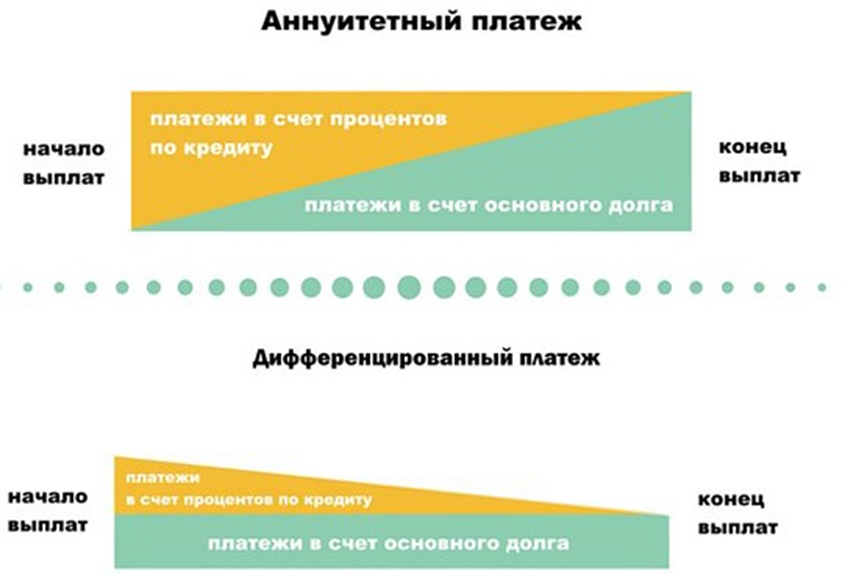 Аннуитетный платеж
платежи в счет процентов
по кредиту
начало
выплат
конец
выплат
платежи в счет основного долга
Дифференцированный платеж
платежи
в счет процентов по кредиту
начало
выплат
конец
выплат
платежи в счет основного долга